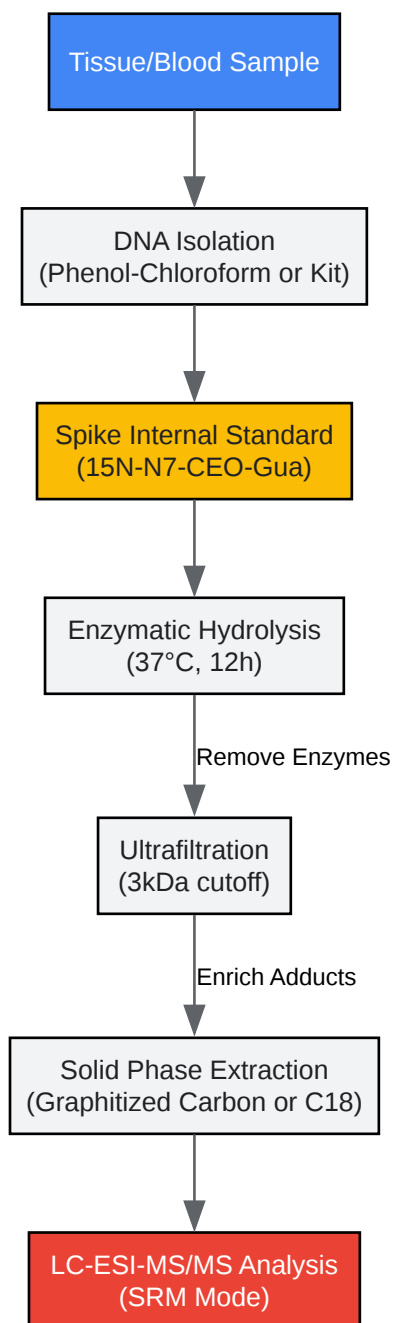 Tissue/Blood Sample
DNA Isolation
(Phenol-Chloroform or Kit)
Spike Internal Standard
(15N-N7-CEO-Gua)
Enzymatic Hydrolysis
(37°C, 12h)
Remove Enzymes
Ultrafiltration
(3kDa cutoff)
Enrich Adducts
Solid Phase Extraction
(Graphitized Carbon or C18)
LC-ESI-MS/MS Analysis
(SRM Mode)